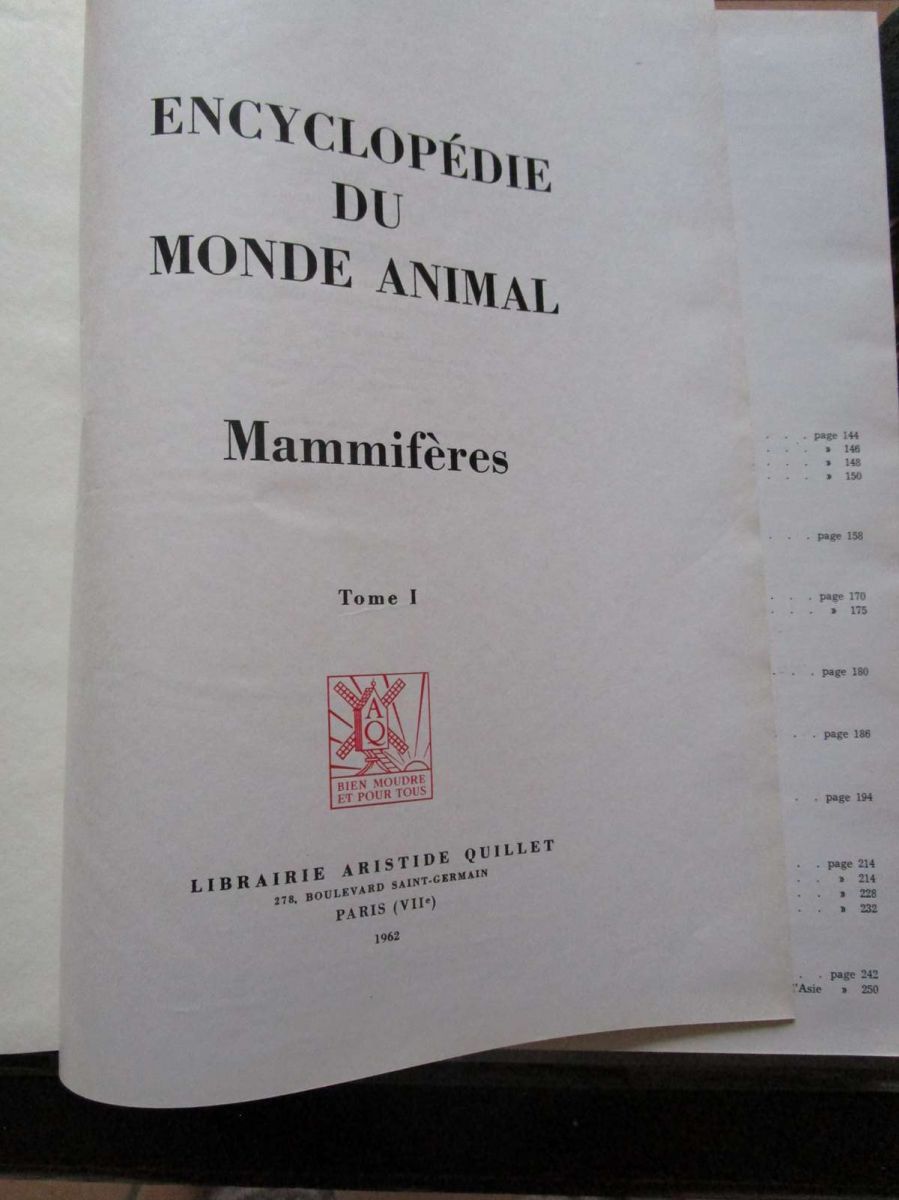 ENCYCLOPÉDIE
DU
MONDE ANIMAL
Mammifères
Tome I
A
Q
BIEN MOUDRE
ET POUR TOUS
LIBRAIRIE ARISTIDE QUILLET
278, BOULEVARD SAINT-GERMAIN
PARIS (VIIe)
1962
. . . page 144
. . . » 146
. . . » 148
. . . » 150
. . . page 158
. . . page 170
. . . » 175
. . . page 180
. . . page 186
. . page 194
. . page 214
. . » 214
. . » 228
. . » 232
. . page 242
l'Asie » 250